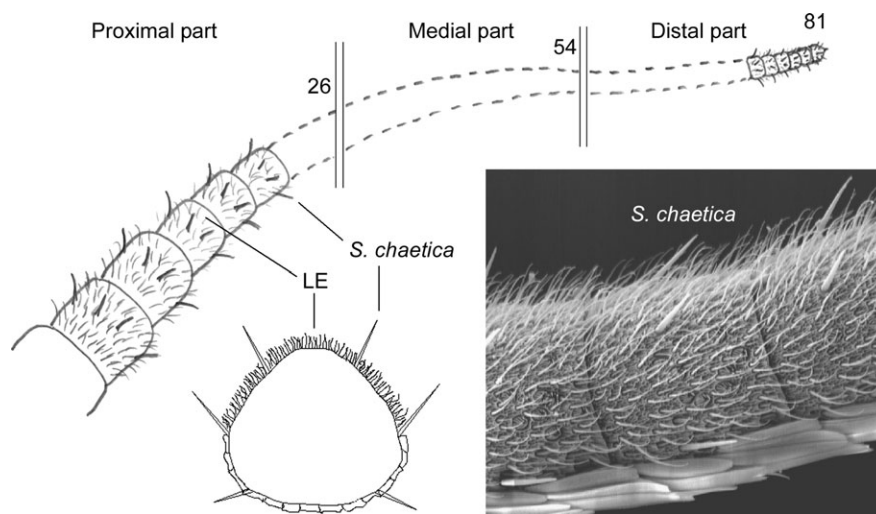 Proximal part
Medial part
Distal part
26
54
81
S. chaetica
LE
S. chaetica